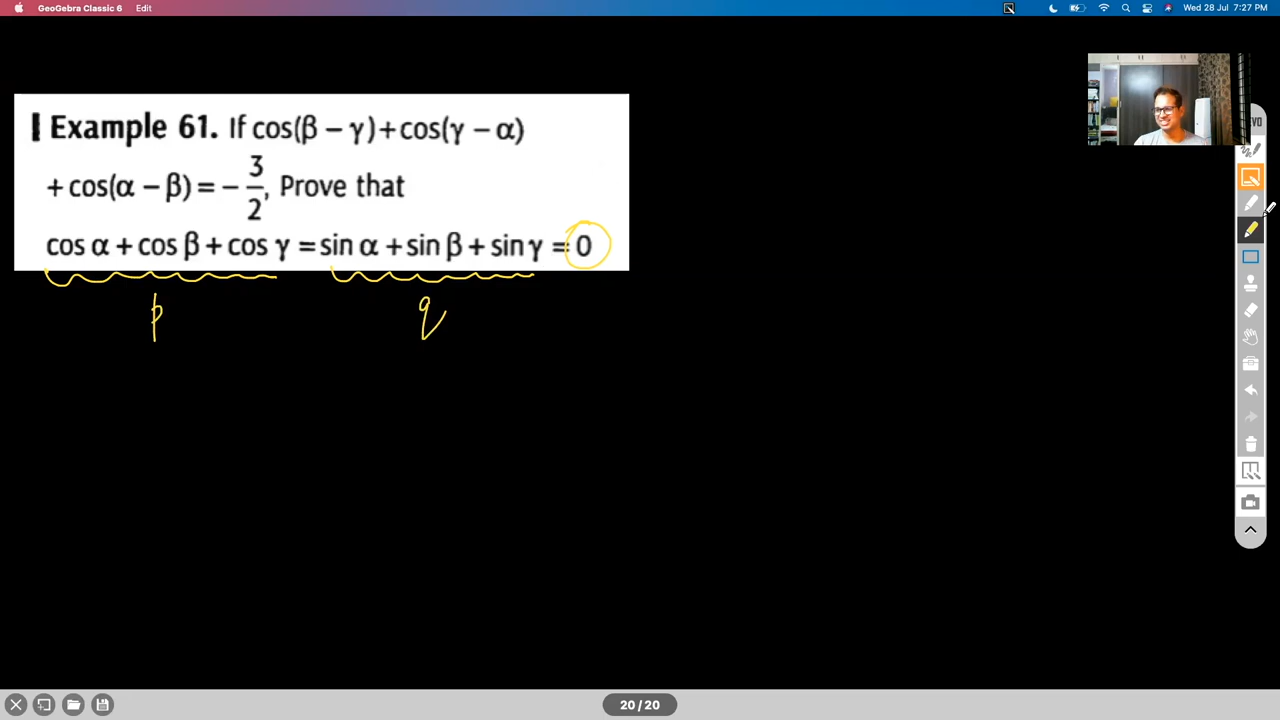 GeoGebra Classic 6 Edit Wed 28 Jul 7:27 PM
Example 61. If cos(β − γ)+cos(γ − α)
+ cos(α − β) = − 3/2, Prove that
cos α + cos β + cos γ = sin α + sin β + sin γ = 0
p q
20 / 20